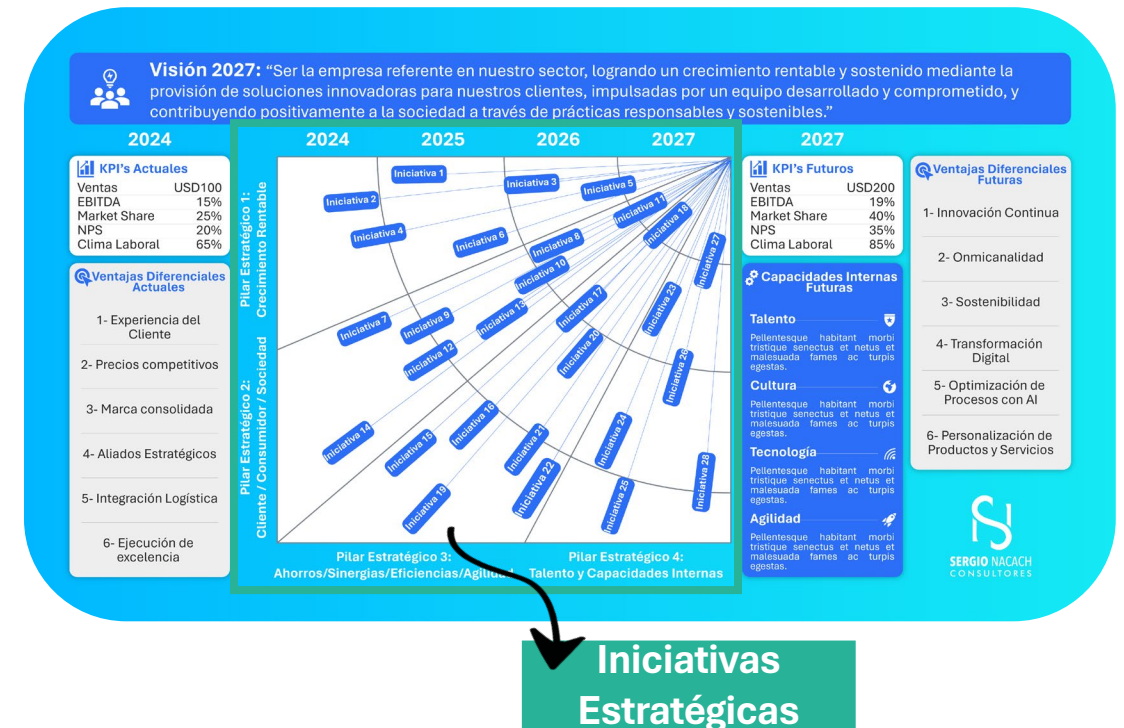 Visión 2027: “Ser la empresa referente en nuestro sector, logrando un crecimiento rentable y sostenido mediante la
provisión de soluciones innovadoras para nuestros clientes, impulsadas por un equipo desarrollado y comprometido, y
contribuyendo positivamente a la sociedad a través de prácticas responsables y sostenibles.”
2024
KPI's Actuales
Ventas USD100
EBITDA 15%
Market Share 25%
NPS 20%
Clima Laboral 65%
Ventajas Diferenciales
Actuales
1- Experiencia del
Cliente
2- Precios competitivos
3- Marca consolidada
4- Aliados Estratégicos
5- Integración Logística
6- Ejecución de
excelencia
2024 2025 2026 2027
Pilar Estratégico 1:
Crecimiento Rentable
Pilar Estratégico 2:
Cliente / Consumidor / Sociedad
Iniciativa 1
Iniciativa 2
Iniciativa 3
Iniciativa 4
Iniciativa 5
Iniciativa 6
Iniciativa 7
Iniciativa 8
Iniciativa 9
Iniciativa 10
Iniciativa 11
Iniciativa 12
Iniciativa 13
Iniciativa 14
Iniciativa 15
Iniciativa 16
Iniciativa 17
Iniciativa 18
Iniciativa 19
Iniciativa 20
Iniciativa 21
Iniciativa 22
Iniciativa 23
Iniciativa 24
Iniciativa 25
Iniciativa 26
Iniciativa 27
Iniciativa 28
Pilar Estratégico 3:
Ahorros/Sinergias/Eficiencias/Agilidad
Pilar Estratégico 4:
Talento y Capacidades Internas
2027
KPI's Futuros
Ventas USD200
EBITDA 19%
Market Share 40%
NPS 35%
Clima Laboral 85%
Capacidades Internas
Futuras
Talento
Pellentesque habitant morbi
tristique senectus et netus et
malesuada fames ac turpis
egestas.
Cultura
Pellentesque habitant morbi
tristique senectus et netus et
malesuada fames ac turpis
egestas.
Tecnología
Pellentesque habitant morbi
tristique senectus et netus et
malesuada fames ac turpis
egestas.
Agilidad
Pellentesque habitant morbi
tristique senectus et netus et
malesuada fames ac turpis
egestas.
Ventajas Diferenciales
Futuras
1- Innovación Continua
2- Onmicanalidad
3- Sostenibilidad
4- Transformación
Digital
5- Optimización de
Procesos con AI
6- Personalización de
Productos y Servicios
SERGIO NACACH
CONSULTORES
Iniciativas
Estratégicas